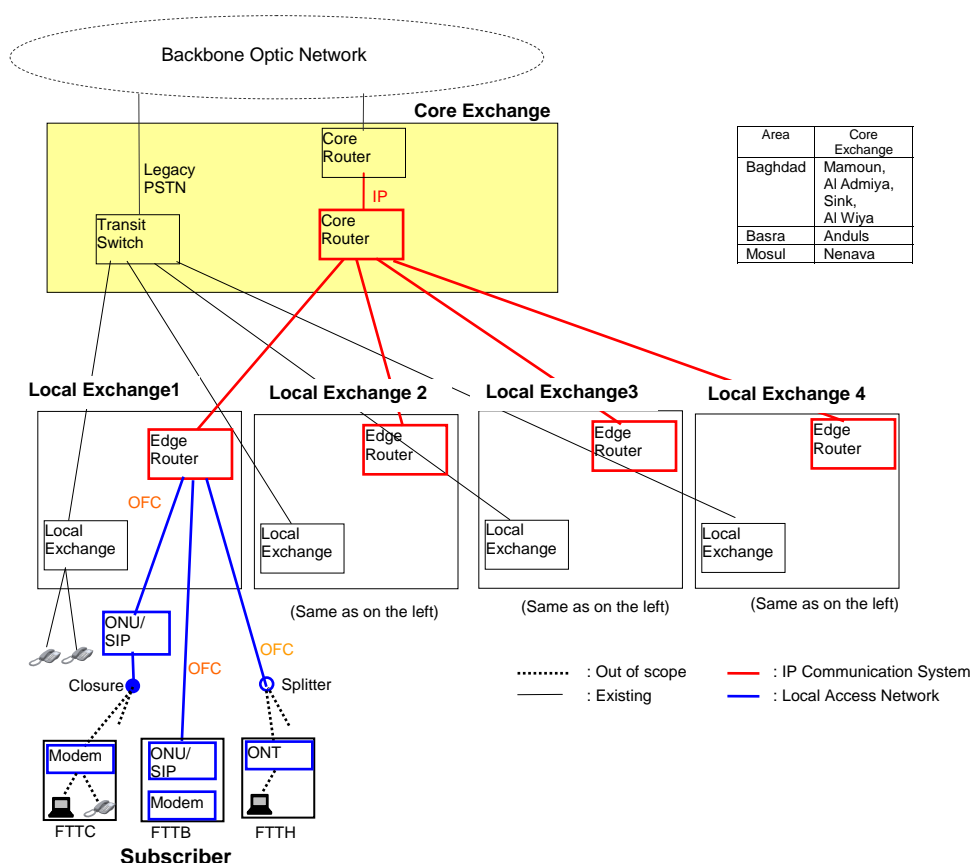 Backbone Optic Network
Core Exchange
Core
Router
Legacy
PSTN
IP
Transit
Switch
Core
Router
Area
Core
Exchange
Baghdad
Mamoun,
Al Admiya,
Sink,
Al Wiya
Basra
Anduls
Mosul
Nenava
Local Exchange1
Local Exchange 2
Local Exchange3
Local Exchange 4
Edge
Router
Edge
Router
Edge
Router
Edge
Router
OFC
Local
Exchange
Local
Exchange
Local
Exchange
Local
Exchange
(Same as on the left)
(Same as on the left)
(Same as on the left)
ONU/
SIP
OFC
OFC
Closure
Splitter
: Out of scope
: IP Communication System
: Existing
: Local Access Network
Modem
ONU/
SIP
Modem
ONT
FTTC
FTTB
FTTH
Subscriber